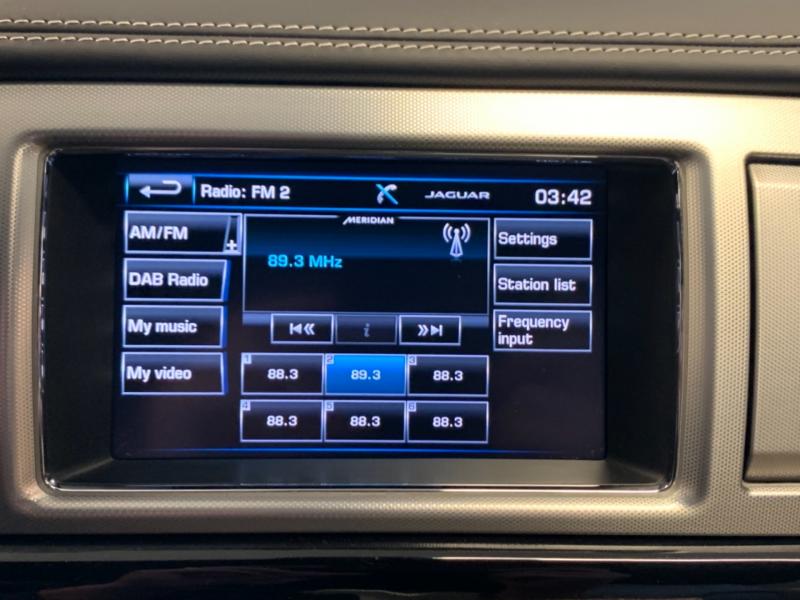 Radio: FM 2
JAGUAR
03:42
AM/FM
+
MERIDIAN
Settings
89.3 MHz
DAB Radio
Station list
My music
i
Frequency
input
My video
1
88.3
2
89.3
3
88.3
4
88.3
5
88.3
6
88.3